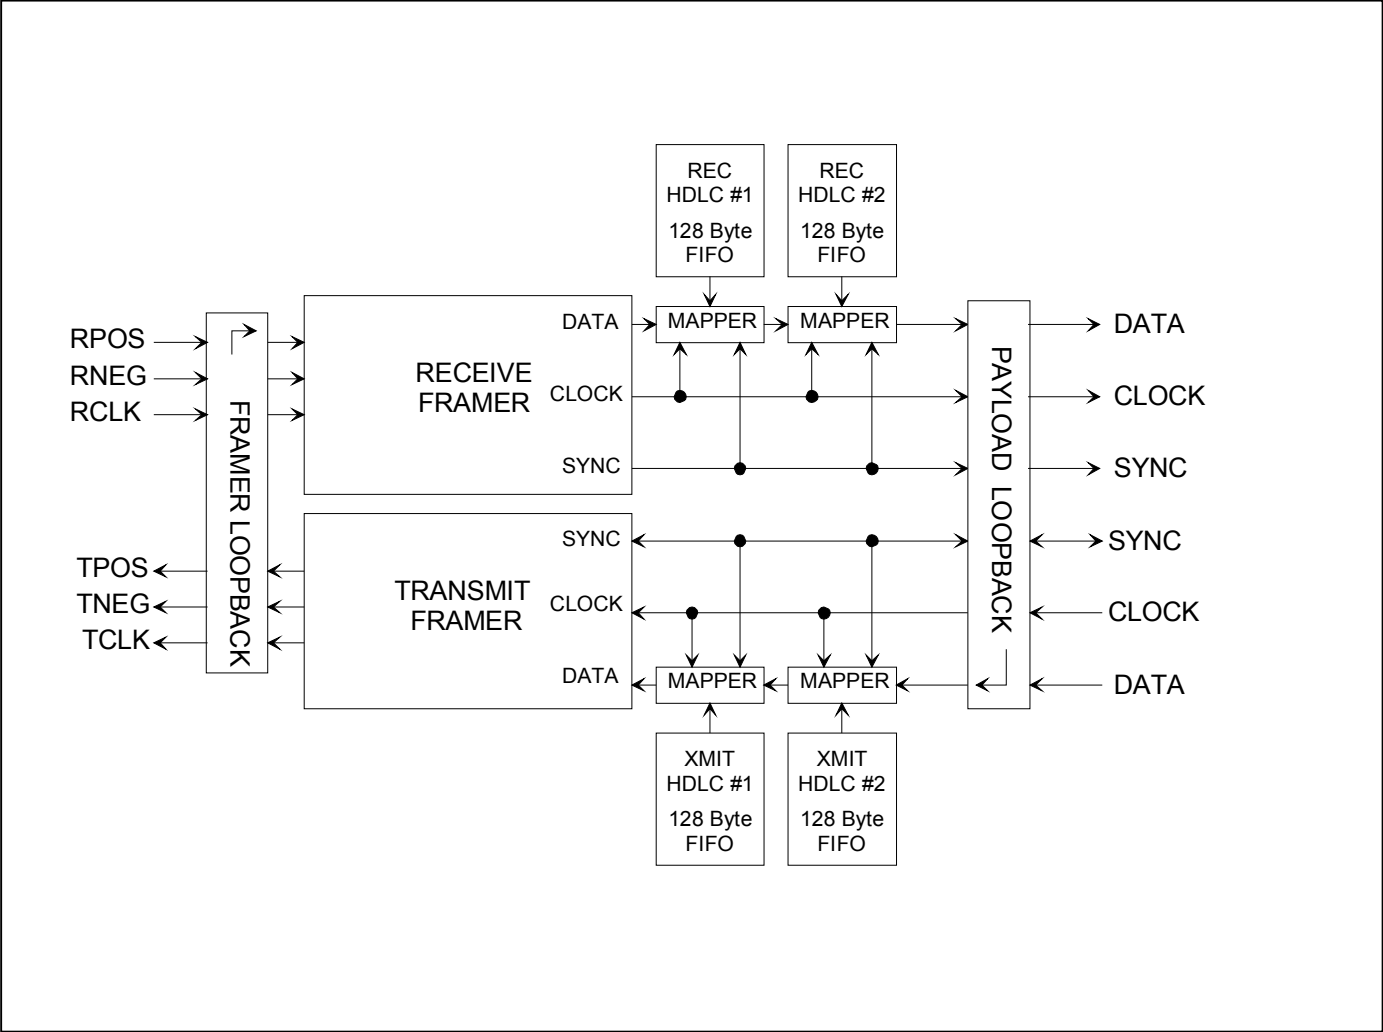 REC
HDLC #1
128 Byte
FIFO
REC
HDLC #2
128 Byte
FIFO
RPOS
RNEG
RCLK
FRAMER LOOPBACK
TPOS
TNEG
TCLK
RECEIVE
FRAMER
DATA
CLOCK
SYNC
MAPPER
MAPPER
TRANSMIT
FRAMER
SYNC
CLOCK
DATA
MAPPER
MAPPER
PAYLOAD LOOPBACK
DATA
CLOCK
SYNC
SYNC
CLOCK
DATA
XMIT
HDLC #1
128 Byte
FIFO
XMIT
HDLC #2
128 Byte
FIFO